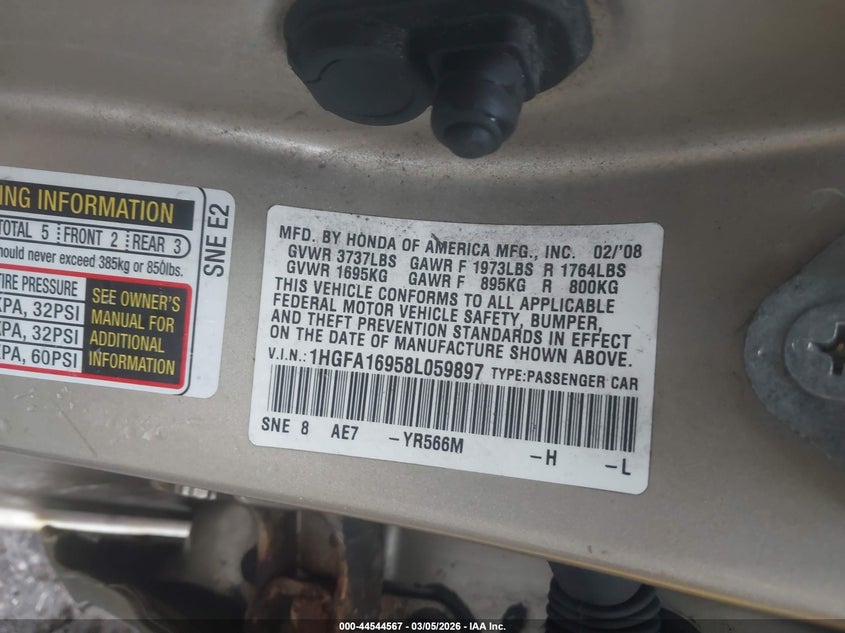 ING INFORMATION
TOTAL 5 FRONT 2 REAR 3
hould never exceed 385kg or 850lbs.
TIRE PRESSURE
KPA, 32PSI
KPA, 32PSI
KPA, 60PSI
SEE OWNER'S
MANUAL FOR
ADDITIONAL
INFORMATION
SNE E2
MFD. BY HONDA OF AMERICA MFG., INC. 02/'08
GVWR 3737LBS GAWR F 1973LBS R 1764LBS
GVWR 1695KG GAWR F 895KG R 800KG
THIS VEHICLE CONFORMS TO ALL APPLICABLE
FEDERAL MOTOR VEHICLE SAFETY, BUMPER,
AND THEFT PREVENTION STANDARDS IN EFFECT
ON THE DATE OF MANUFACTURE SHOWN ABOVE.
V.I.N.: 1HGFA16958L059897 TYPE:PASSENGER CAR
SNE 8 AE7 -YR566M -H -L
000-44544567 — 03/05/2026 — IAA Inc.